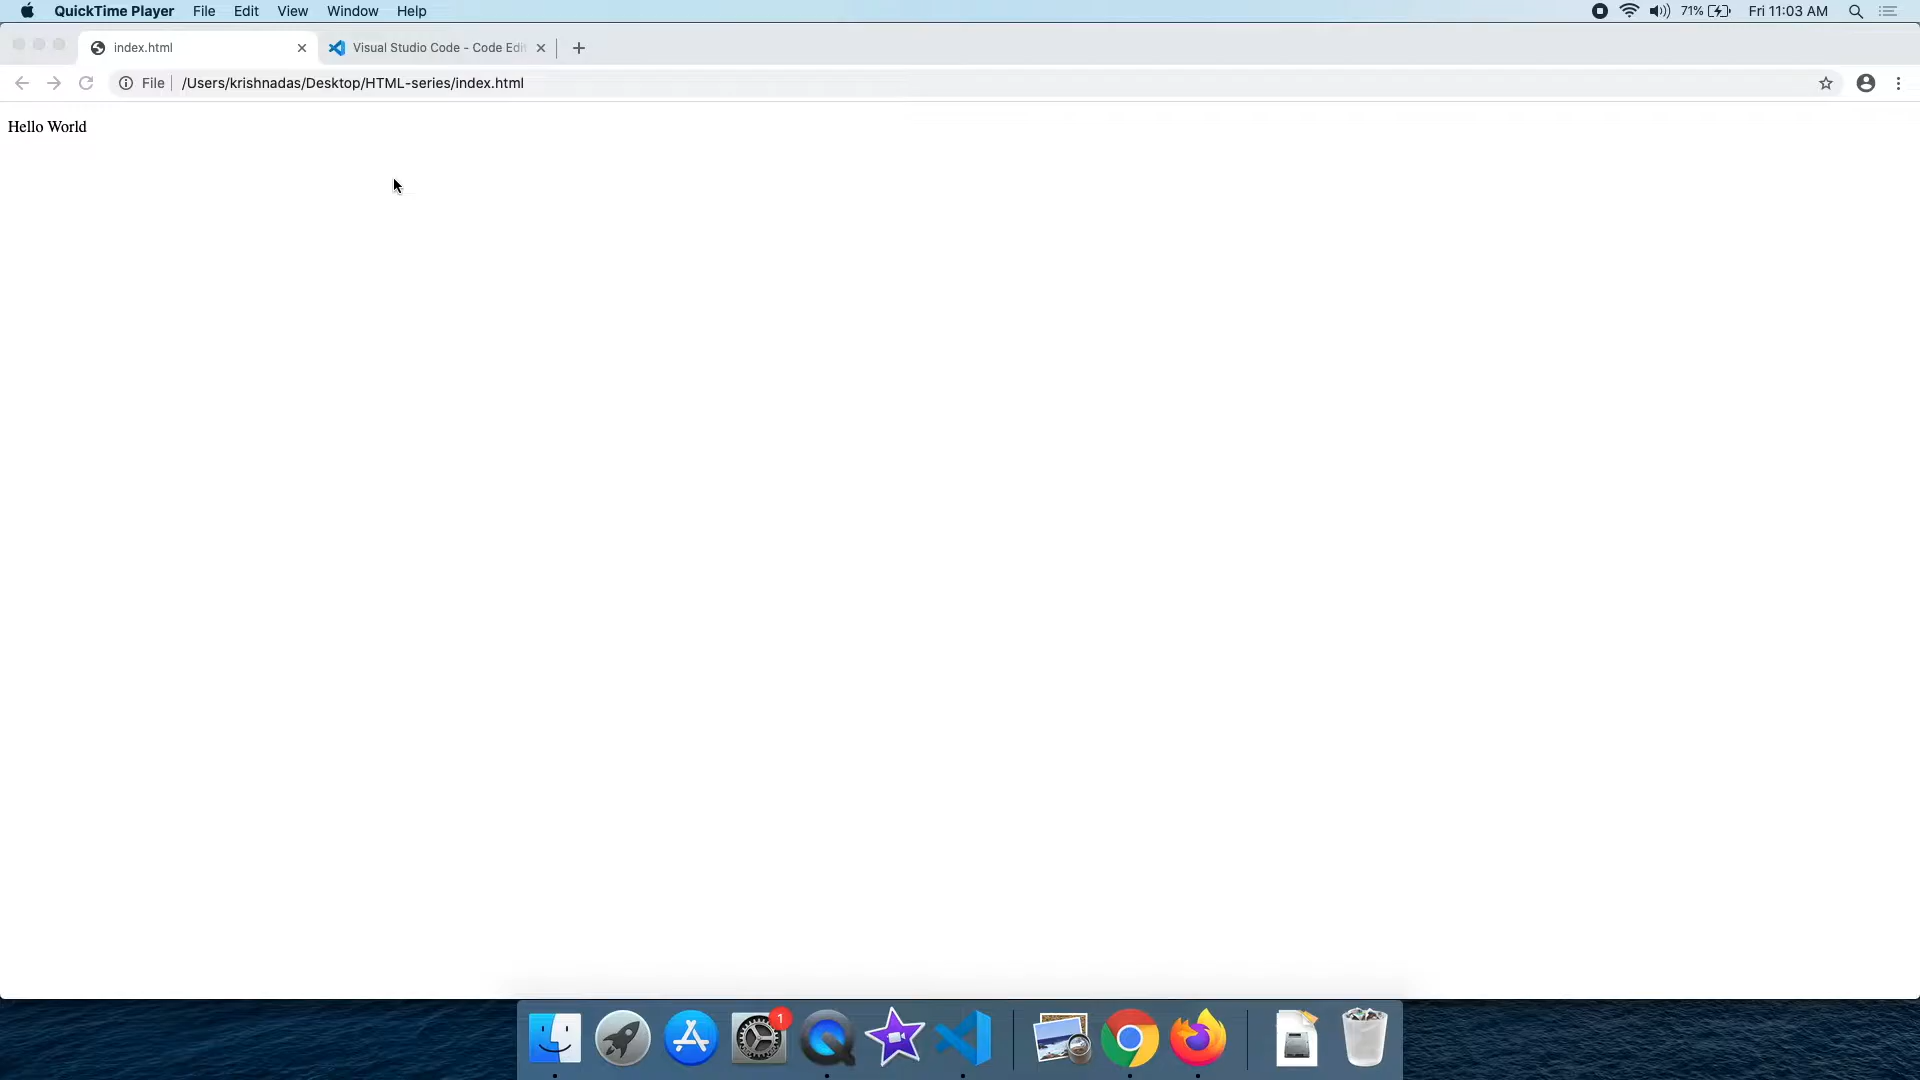 QuickTime Player File Edit View Window Help 71% Fri 11:03 AM
index.html Visual Studio Code - Code Edi
File /Users/krishnadas/Desktop/HTML-series/index.html
Hello World
1